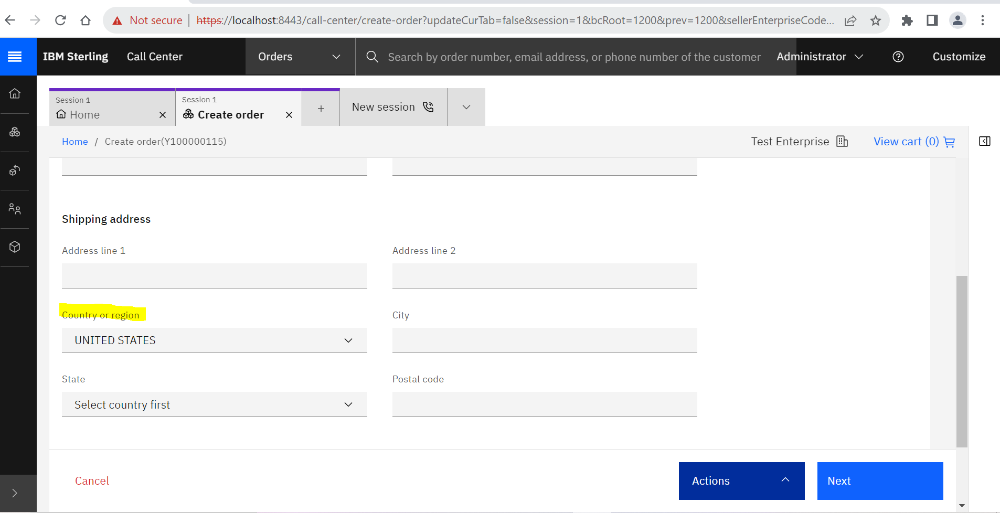 Not secure | https://localhost:8443/call-center/create-order?updateCurTab=false&session=1&bcRoot=1200&prev=1200&sellerEnterpriseCode...
IBM Sterling Call Center Orders Search by order number, email address, or phone number of the customer Administrator Customize
Session 1
Home
Session 1
Create order
+
New session
Home / Create order(Y100000115) Test Enterprise View cart (0)
Shipping address
Address line 1 Address line 2
Country or region City
UNITED STATES
State Postal code
Select country first
Cancel Actions Next